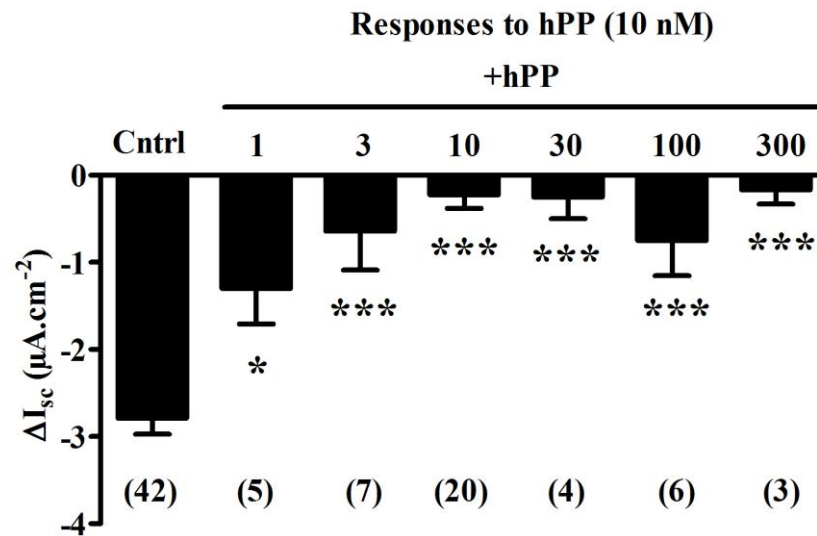 Responses to hPP (10 nM)
+hPP
Cntrl 1 3 10 30 100 300
0
-1
-2
-3
-4
ΔIsc (µA.cm-2)
* *** *** *** *** ***
(42) (5) (7) (20) (4) (6) (3)